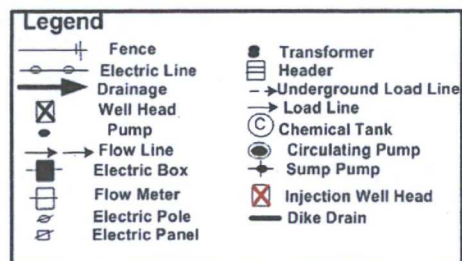 Legend
Fence
Electric Line
Drainage
Well Head
Pump
Flow Line
Electric Box
Flow Meter
Electric Pole
Electric Panel
Transformer
Header
Underground Load Line
Load Line
C Chemical Tank
Circulating Pump
Sump Pump
Injection Well Head
Dike Drain